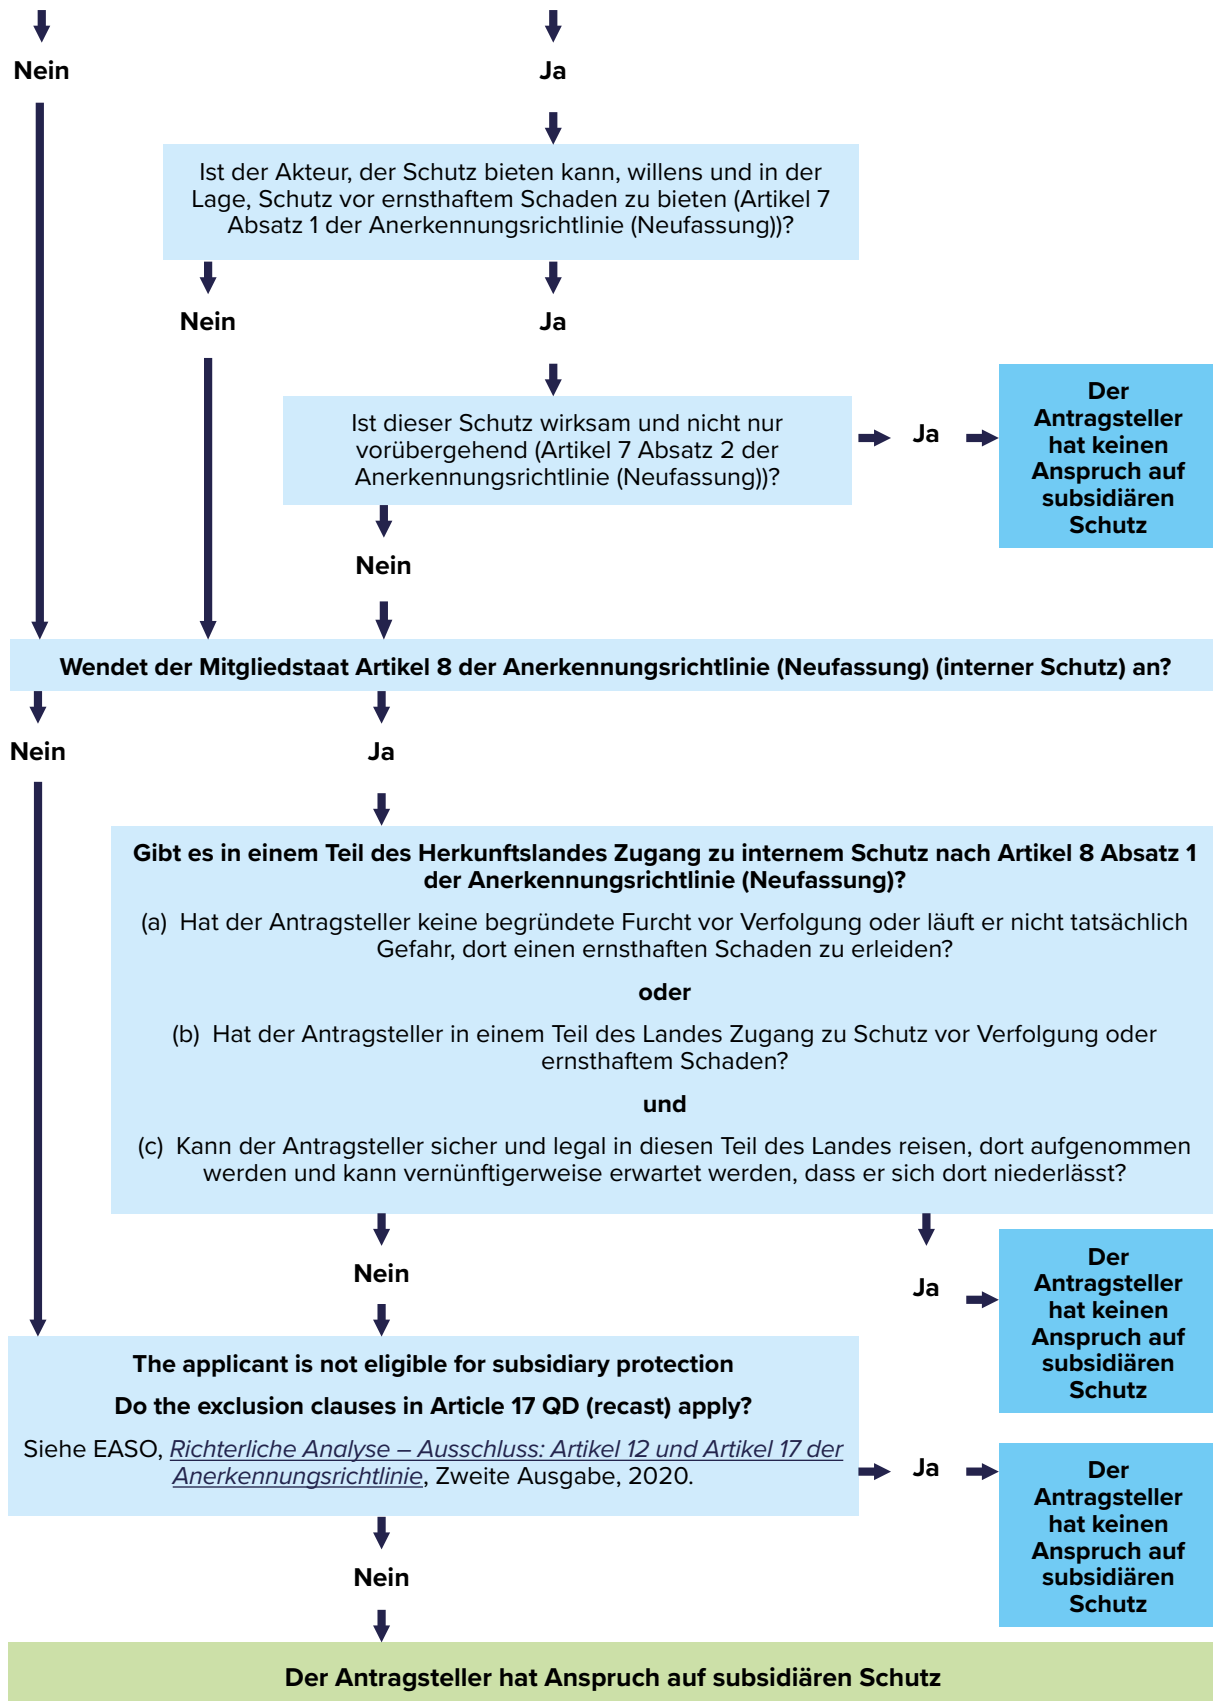 Nein
Ja
Ist der Akteur, der Schutz bieten kann, willens und in der
Lage, Schutz vor ernsthaftem Schaden zu bieten (Artikel 7
Absatz 1 der Anerkennungsrichtlinie (Neufassung))?
Nein
Ja
Ist dieser Schutz wirksam und nicht nur
vorübergehend (Artikel 7 Absatz 2 der
Anerkennungsrichtlinie (Neufassung))?
Ja
Der
Antragsteller
hat keinen
Anspruch auf
subsidiären
Schutz
Nein
Wendet der Mitgliedstaat Artikel 8 der Anerkennungsrichtlinie (Neufassung) (interner Schutz) an?
Nein
Ja
Gibt es in einem Teil des Herkunftslandes Zugang zu internem Schutz nach Artikel 8 Absatz 1
der Anerkennungsrichtlinie (Neufassung)?
(a) Hat der Antragsteller keine begründete Furcht vor Verfolgung oder läuft er nicht tatsächlich
Gefahr, dort einen ernsthaften Schaden zu erleiden?
oder
(b) Hat der Antragsteller in einem Teil des Landes Zugang zu Schutz vor Verfolgung oder
ernsthaftem Schaden?
und
(c) Kann der Antragsteller sicher und legal in diesen Teil des Landes reisen, dort aufgenommen
werden und kann vernünftigerweise erwartet werden, dass er sich dort niederlässt?
Nein
Ja
Der
Antragsteller
hat keinen
Anspruch auf
subsidiären
Schutz
The applicant is not eligible for subsidiary protection
Do the exclusion clauses in Article 17 QD (recast) apply?
Siehe EASO, Richterliche Analyse – Ausschluss: Artikel 12 und Artikel 17 der
Anerkennungsrichtlinie, Zweite Ausgabe, 2020.
Ja
Der
Antragsteller
hat keinen
Anspruch auf
subsidiären
Schutz
Nein
Der Antragsteller hat Anspruch auf subsidiären Schutz